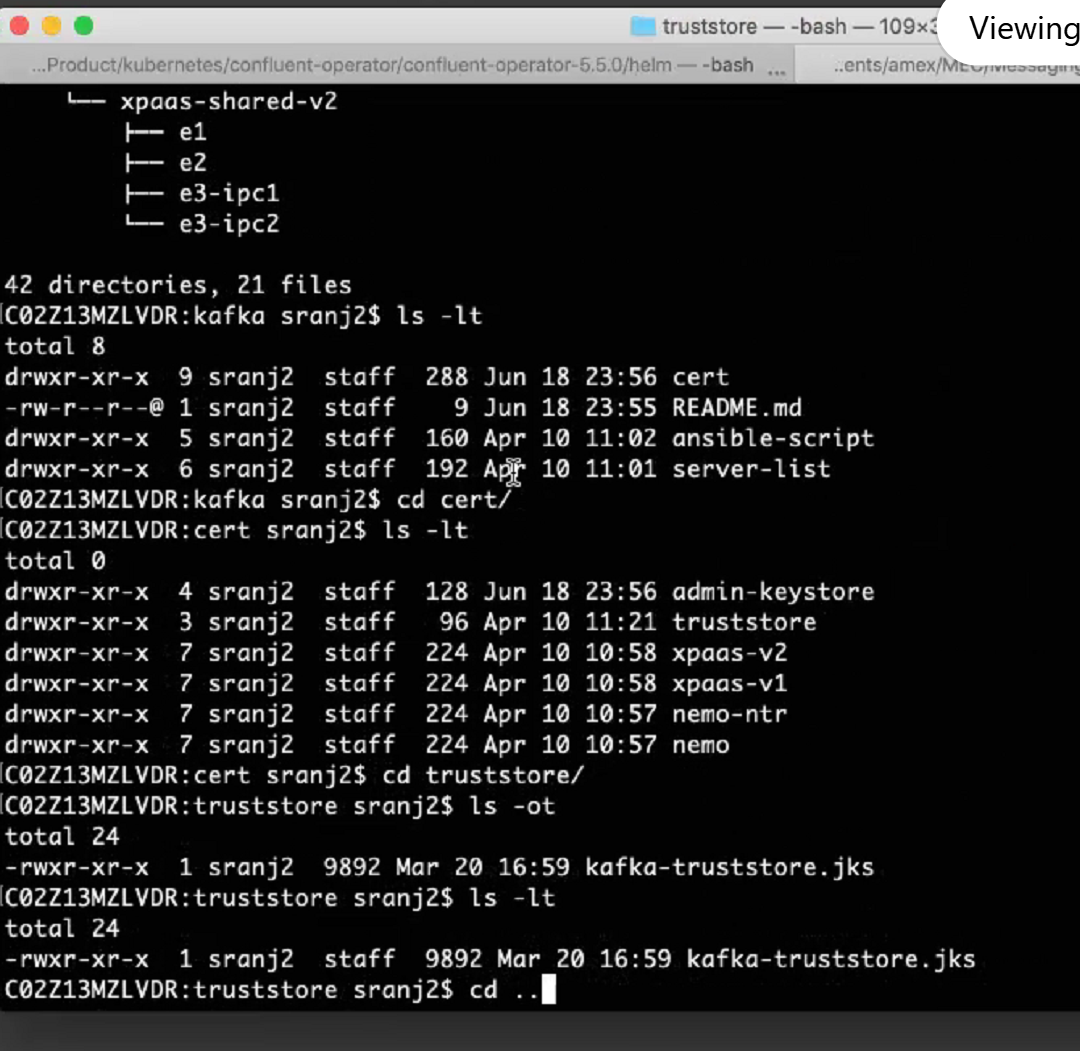 truststore — -bash — 109×3
Viewing
...Product/kubernetes/confluent-operator/confluent-operator-5.5.0/helm — -bash ...
..ents/amex/MEC/Messaging
└── xpaas-shared-v2
├── e1
├── e2
├── e3-ipc1
└── e3-ipc2
42 directories, 21 files
[C02Z13MZLVDR:kafka sranj2$ ls -lt
total 8
drwxr-xr-x  9 sranj2  staff  288 Jun 18 23:56 cert
-rw-r--r--@ 1 sranj2  staff    9 Jun 18 23:55 README.md
drwxr-xr-x  5 sranj2  staff  160 Apr 10 11:02 ansible-script
drwxr-xr-x  6 sranj2  staff  192 Apr 10 11:01 server-list
[C02Z13MZLVDR:kafka sranj2$ cd cert/
[C02Z13MZLVDR:cert sranj2$ ls -lt
total 0
drwxr-xr-x  4 sranj2  staff  128 Jun 18 23:56 admin-keystore
drwxr-xr-x  3 sranj2  staff   96 Apr 10 11:21 truststore
drwxr-xr-x  7 sranj2  staff  224 Apr 10 10:58 xpaas-v2
drwxr-xr-x  7 sranj2  staff  224 Apr 10 10:58 xpaas-v1
drwxr-xr-x  7 sranj2  staff  224 Apr 10 10:57 nemo-ntr
drwxr-xr-x  7 sranj2  staff  224 Apr 10 10:57 nemo
[C02Z13MZLVDR:cert sranj2$ cd truststore/
[C02Z13MZLVDR:truststore sranj2$ ls -ot
total 24
-rwxr-xr-x  1 sranj2  9892 Mar 20 16:59 kafka-truststore.jks
[C02Z13MZLVDR:truststore sranj2$ ls -lt
total 24
-rwxr-xr-x  1 sranj2  staff  9892 Mar 20 16:59 kafka-truststore.jks
C02Z13MZLVDR:truststore sranj2$ cd ..